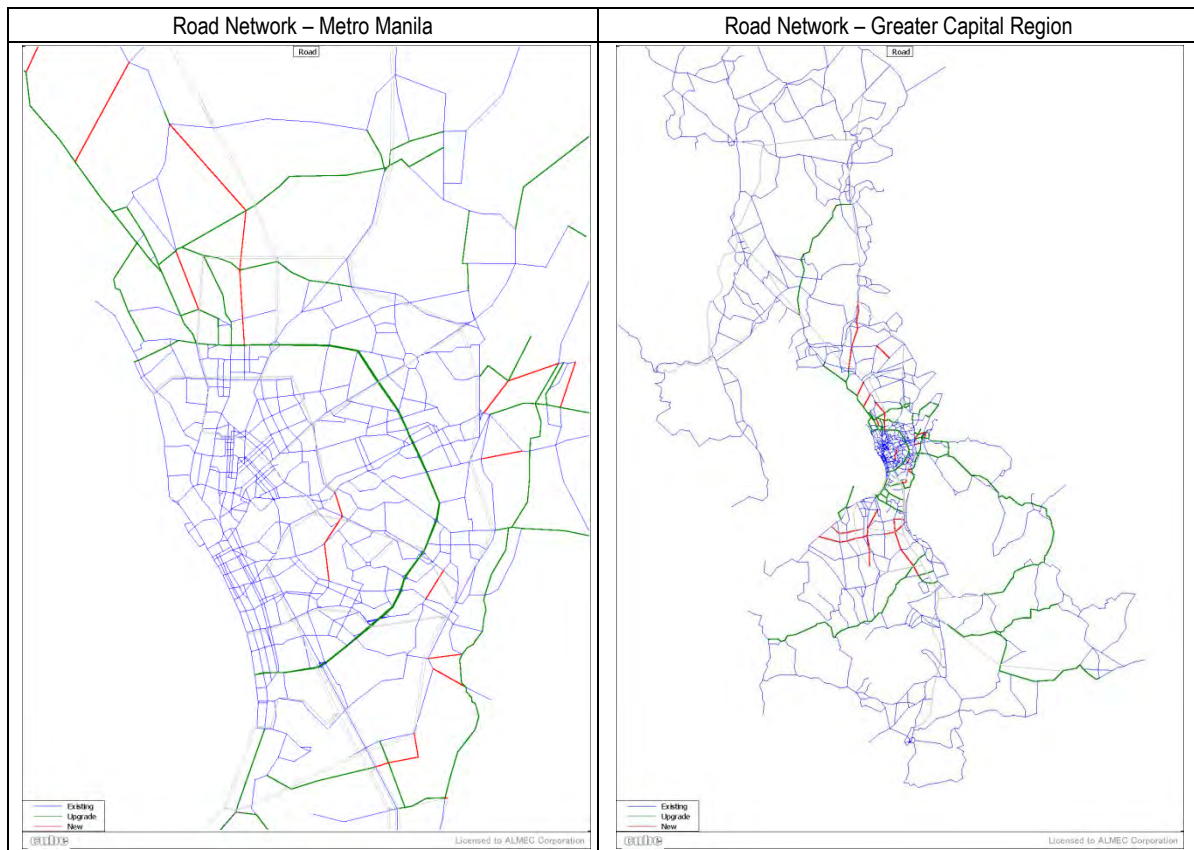 Road Network – Metro Manila
Road Network – Greater Capital Region
Road
Road
Existing
Upgrade
New
Existing
Upgrade
New
Licensed to ALMEC Corporation
Licensed to ALMEC Corporation